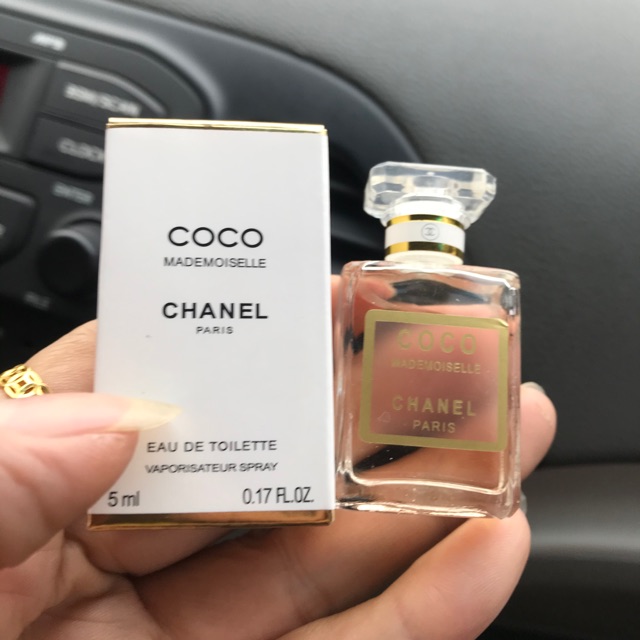 CLOCK
COCO
MADEMOISELLE
CHANEL
PARIS
EAU DE TOILETTE
VAPORISATEUR SPRAY
5 ml 0.17 FL.OZ.
COCO
MADEMOISELLE
CHANEL
PARIS